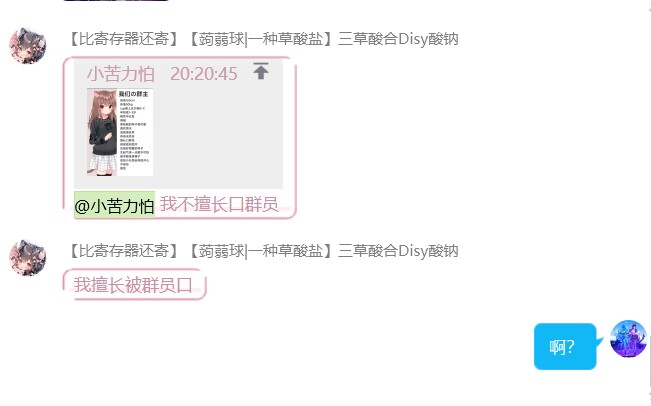 【比寄存器还寄】【蒟蒻球|一种草酸盐】三草酸合Disy酸钠
小苦力怕 20:20:45
我们の群主
@小苦力怕 我不擅长口群员
【比寄存器还寄】【蒟蒻球|一种草酸盐】三草酸合Disy酸钠
我擅长被群员口
啊？